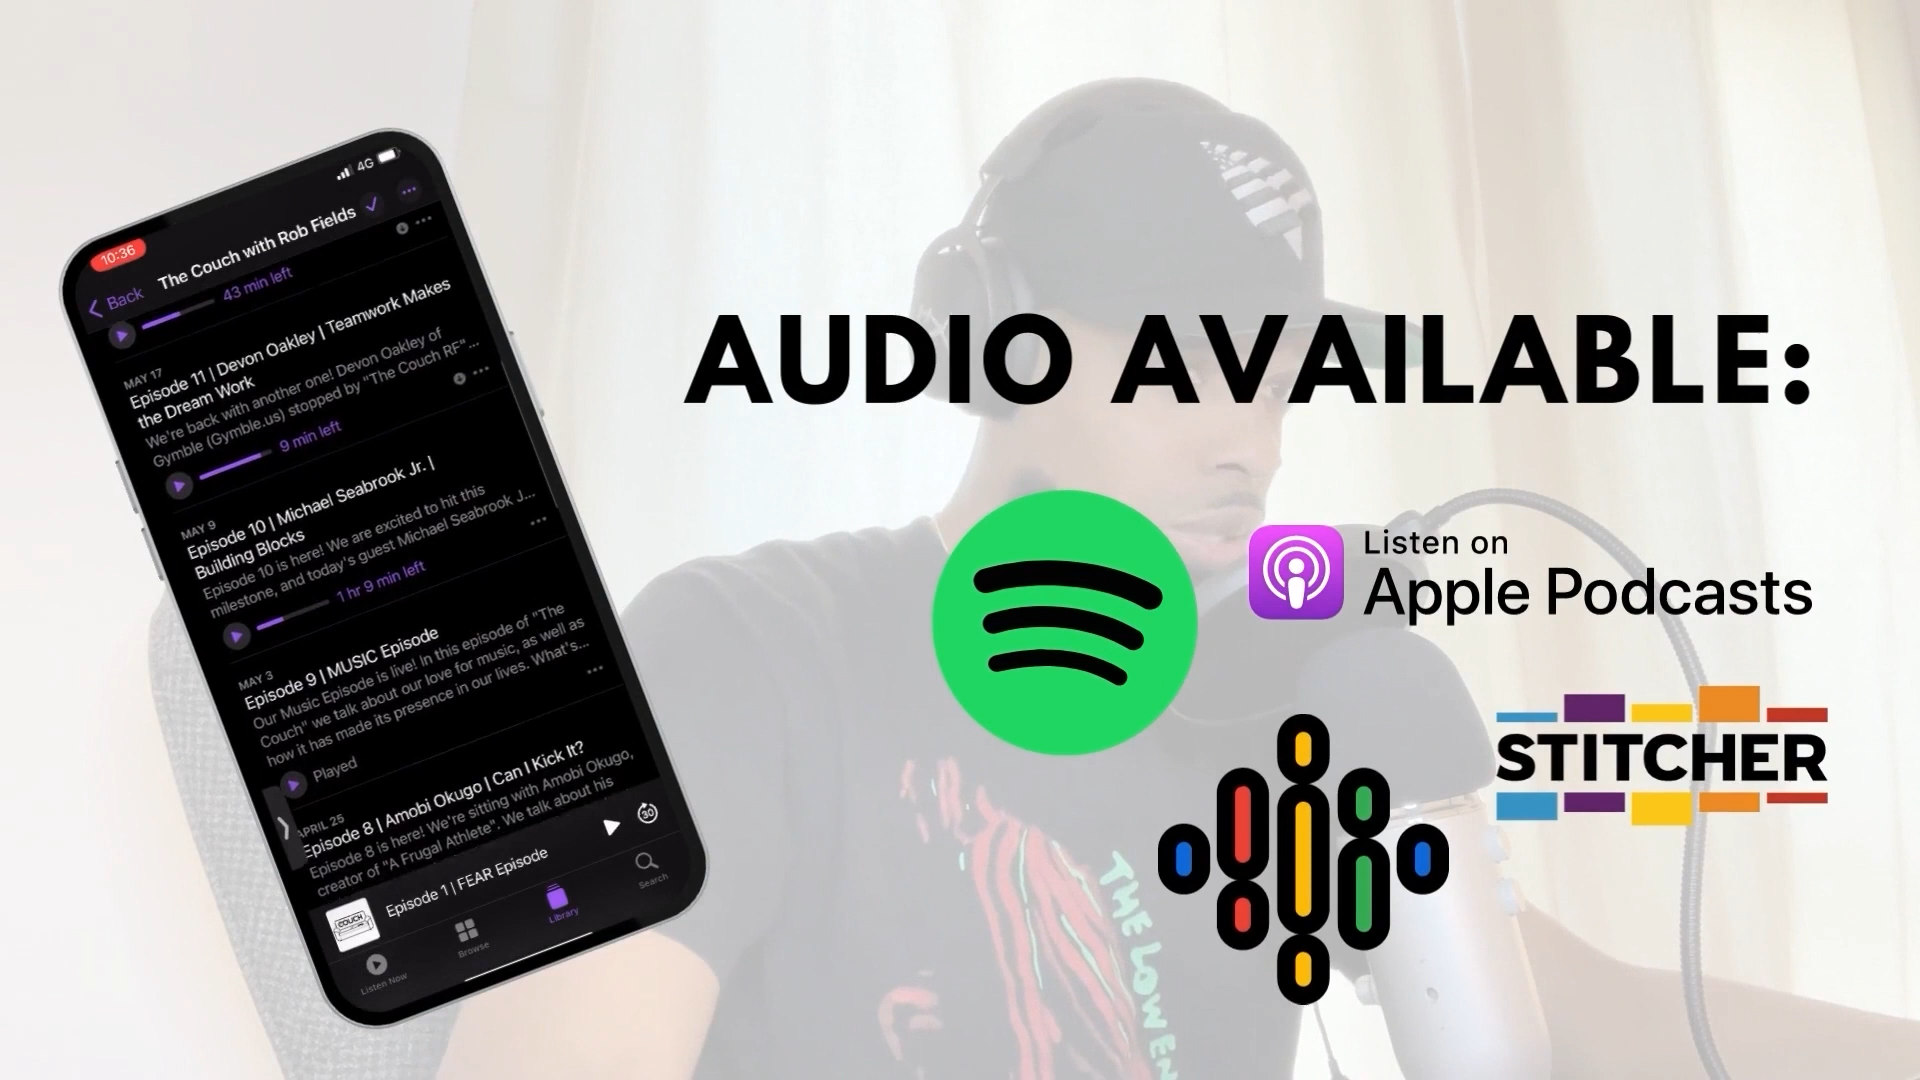 4G
10:36
Back
The Couch with Rob Fields
43 min left
MAY 17
Episode 11 | Devon Oakley | Teamwork Makes
the Dream Work
We're back with another one! Devon Oakley of
Gymble (Gymble.us) stopped by "The Couch RF" ...
9 min left
MAY 9
Episode 10 | Michael Seabrook Jr. |
Building Blocks
Episode 10 is here! We are excited to hit this
milestone, and today's guest Michael Seabrook J...
1 hr 9 min left
MAY 3
Episode 9 | MUSIC Episode
Our Music Episode is live! In this episode of "The
Couch" we talk about our love for music, as well as
how it has made its presence in our lives. What's...
Played
APRIL 25
Episode 8 | Amobi Okugo | Can I Kick It?
Episode 8 is here! We're sitting with Amobi Okugo,
creator of "A Frugal Athlete". We talk about his
COUCH
Episode 1 | FEAR Episode
30
Listen Now
Browse
Library
Search
AUDIO AVAILABLE:
Listen on
Apple Podcasts
STITCHER
THE LOW EN